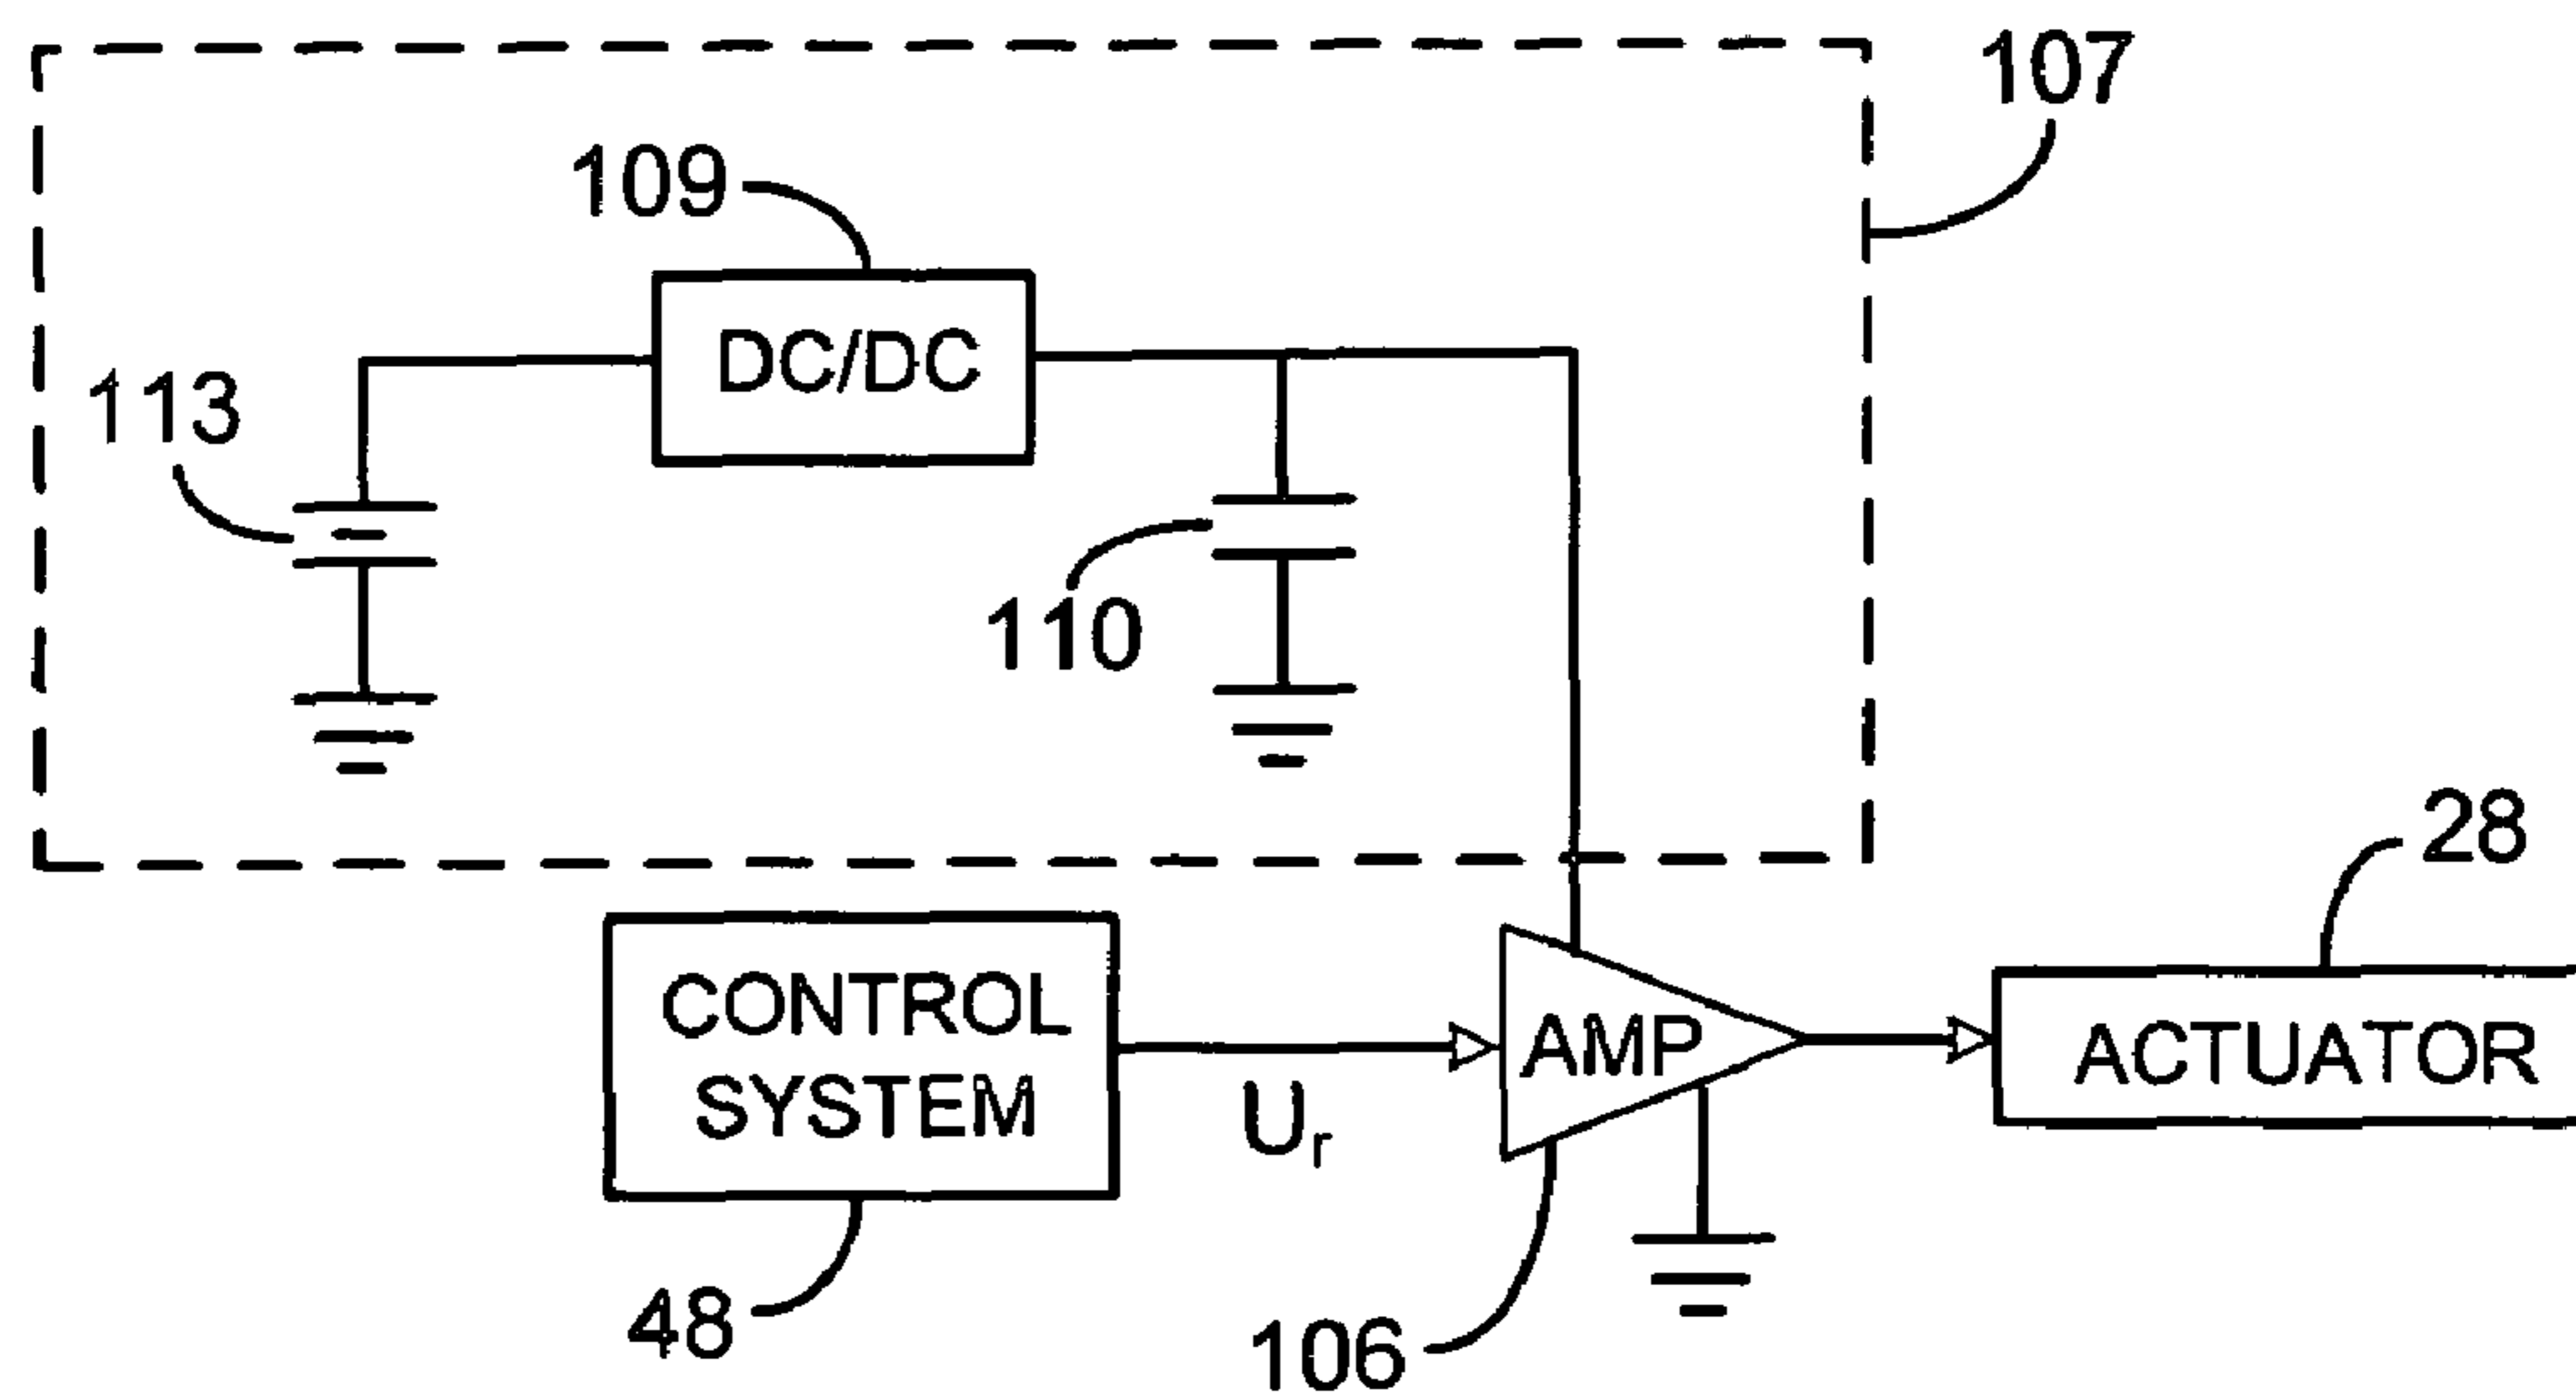 107
109
DC/DC
113
110
28
CONTROL
SYSTEM
AMP
ACTUATOR
Ur
48
106